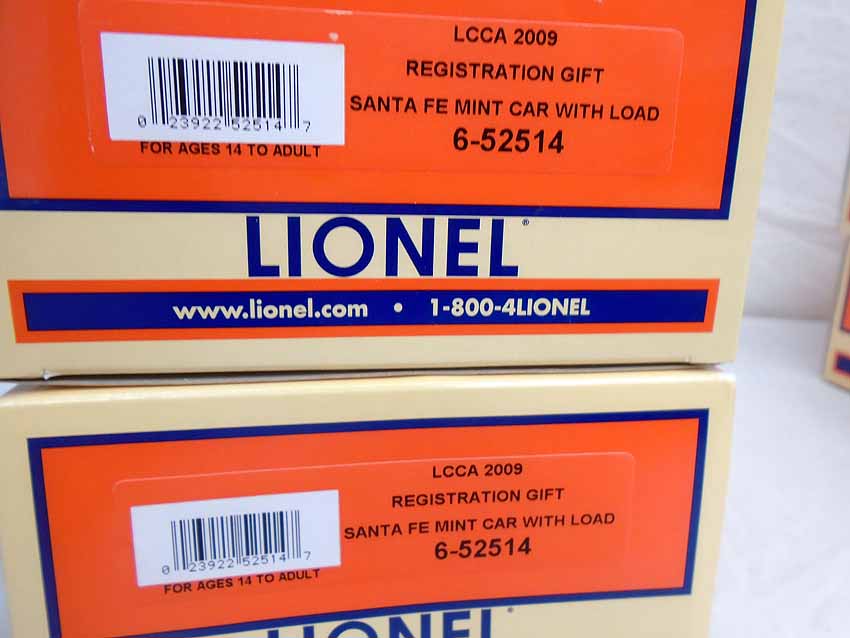 LCCA 2009
REGISTRATION GIFT
SANTA FE MINT CAR WITH LOAD
6-52514
0 23922 52514 7
FOR AGES 14 TO ADULT
LIONEL®
www.lionel.com • 1-800-4LIONEL
LCCA 2009
REGISTRATION GIFT
SANTA FE MINT CAR WITH LOAD
6-52514
0 23922 52514 7
FOR AGES 14 TO ADULT
LIONEL